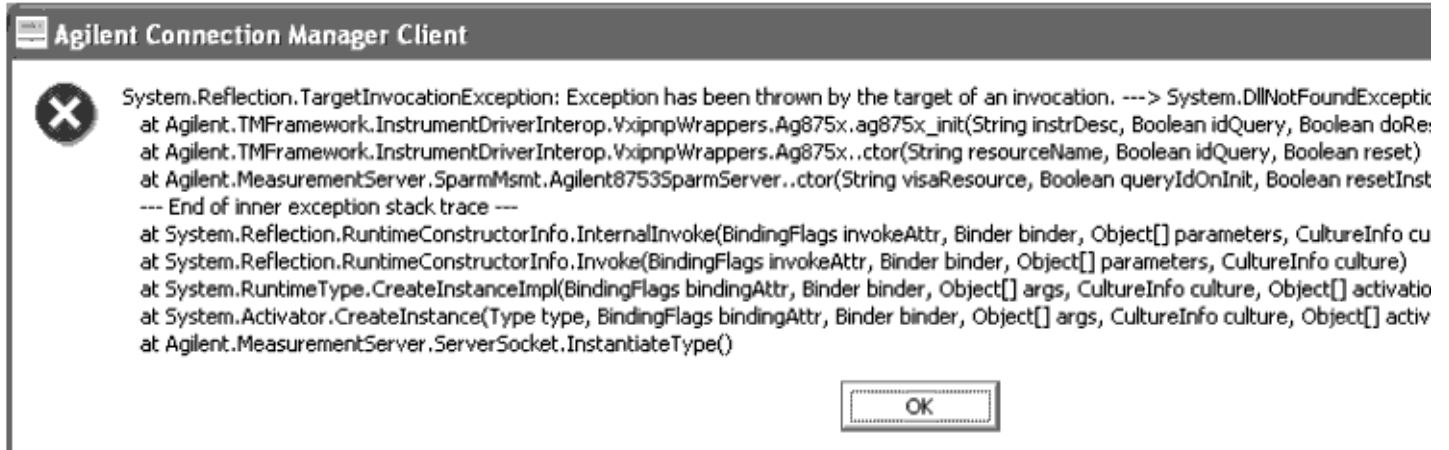 Agilent Connection Manager Client
System.Reflection.TargetInvocationException: Exception has been thrown by the target of an invocation. ---> System.DllNotFoundExceptic
at Agilent.TMFramework.InstrumentDriverInterop.VxipnpWrappers.Ag875x.ag875x_init(String instrDesc, Boolean idQuery, Boolean doRes
at Agilent.TMFramework.InstrumentDriverInterop.VxipnpWrappers.Ag875x..ctor(String resourceName, Boolean idQuery, Boolean reset)
at Agilent.MeasurementServer.SparmMsmt.Agilent8753SparmServer..ctor(String visaResource, Boolean queryIdOnInit, Boolean resetInst
--- End of inner exception stack trace ---
at System.Reflection.RuntimeConstructorInfo.InternalInvoke(BindingFlags invokeAttr, Binder binder, Object[] parameters, CultureInfo cu
at System.Reflection.RuntimeConstructorInfo.Invoke(BindingFlags invokeAttr, Binder binder, Object[] parameters, CultureInfo culture)
at System.RuntimeType.CreateInstanceImpl(BindingFlags bindingAttr, Binder binder, Object[] args, CultureInfo culture, Object[] activatio
at System.Activator.CreateInstance(Type type, BindingFlags bindingAttr, Binder binder, Object[] args, CultureInfo culture, Object[] activ
at Agilent.MeasurementServer.ServerSocket.InstantiateType()
OK